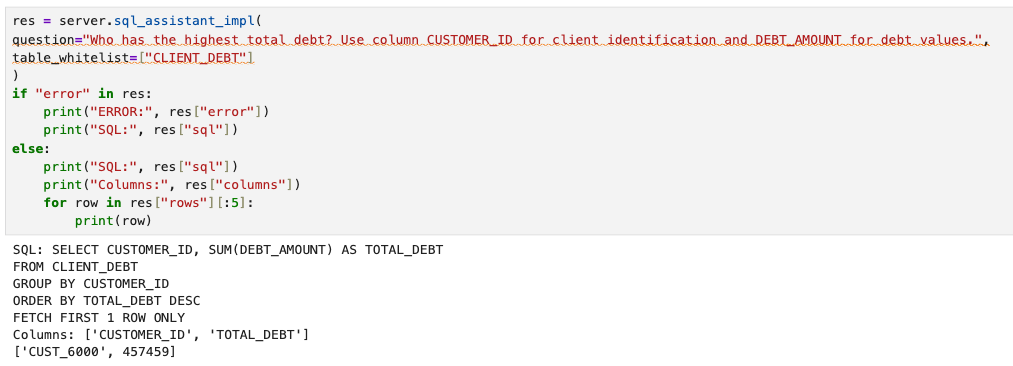 res = server.sql_assistant_impl(
question="Who has the highest total debt? Use column CUSTOMER_ID for client identification and DEBT_AMOUNT for debt values.",
table_whitelist=["CLIENT_DEBT"]
)
if "error" in res:
    print("ERROR:", res["error"])
    print("SQL:", res["sql"])
else:
    print("SQL:", res["sql"])
    print("Columns:", res["columns"])
    for row in res["rows"][:5]:
        print(row)
SQL: SELECT CUSTOMER_ID, SUM(DEBT_AMOUNT) AS TOTAL_DEBT
FROM CLIENT_DEBT
GROUP BY CUSTOMER_ID
ORDER BY TOTAL_DEBT DESC
FETCH FIRST 1 ROW ONLY
Columns: ['CUSTOMER_ID', 'TOTAL_DEBT']
['CUST_6000', 457459]